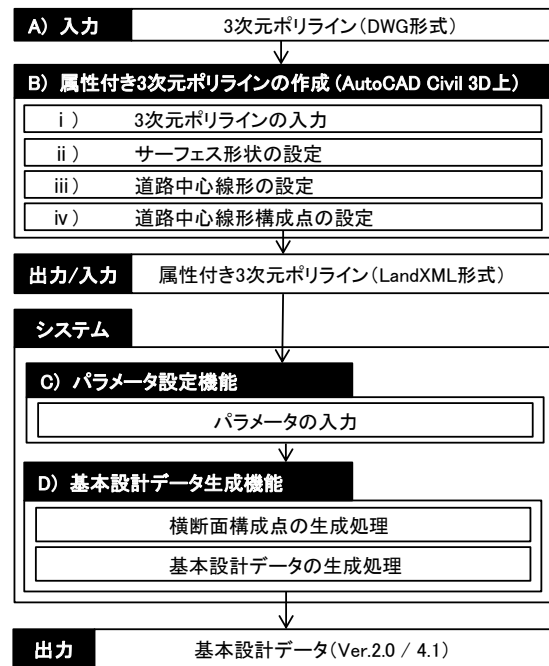 A) 入力 3次元ポリライン(DWG形式)
B) 属性付き3次元ポリラインの作成(AutoCAD Civil 3D上)
ⅰ) 3次元ポリラインの入力
ⅱ) サーフェス形状の設定
ⅲ) 道路中心線形の設定
ⅳ) 道路中心線形構成点の設定
出力/入力 属性付き3次元ポリライン(LandXML形式)
システム
C) パラメータ設定機能
パラメータの入力
D) 基本設計データ生成機能
横断面構成点の生成処理
基本設計データの生成処理
出力 基本設計データ(Ver.2.0 / 4.1)